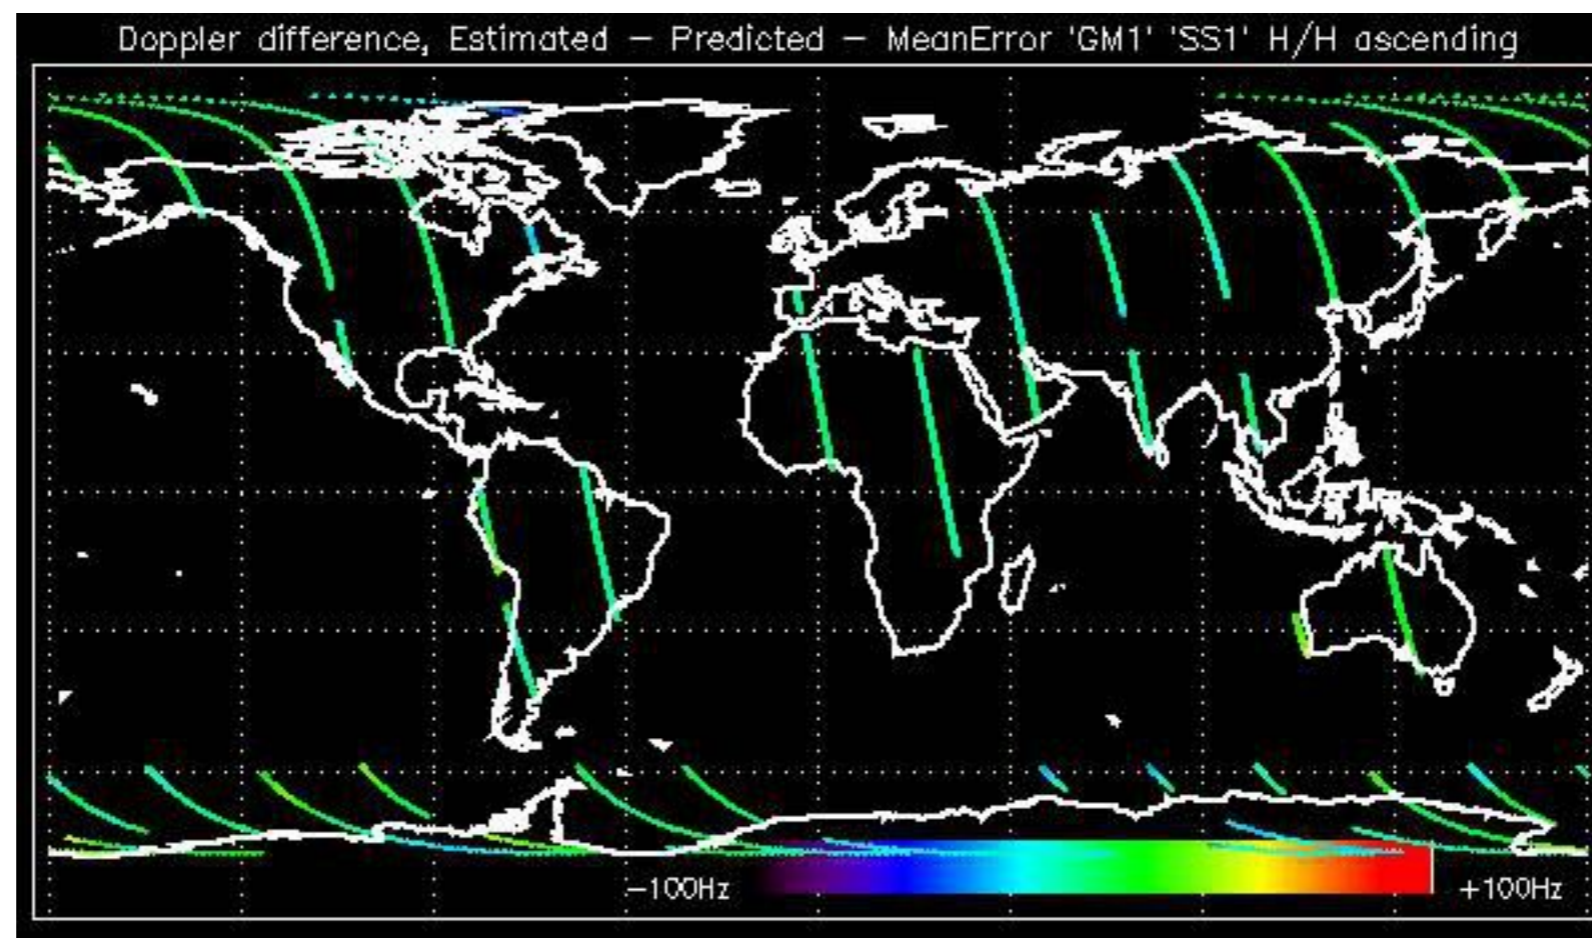 Doppler difference, Estimated – Predicted – MeanError 'GM1' 'SS1' H/H ascending
–100Hz
+100Hz